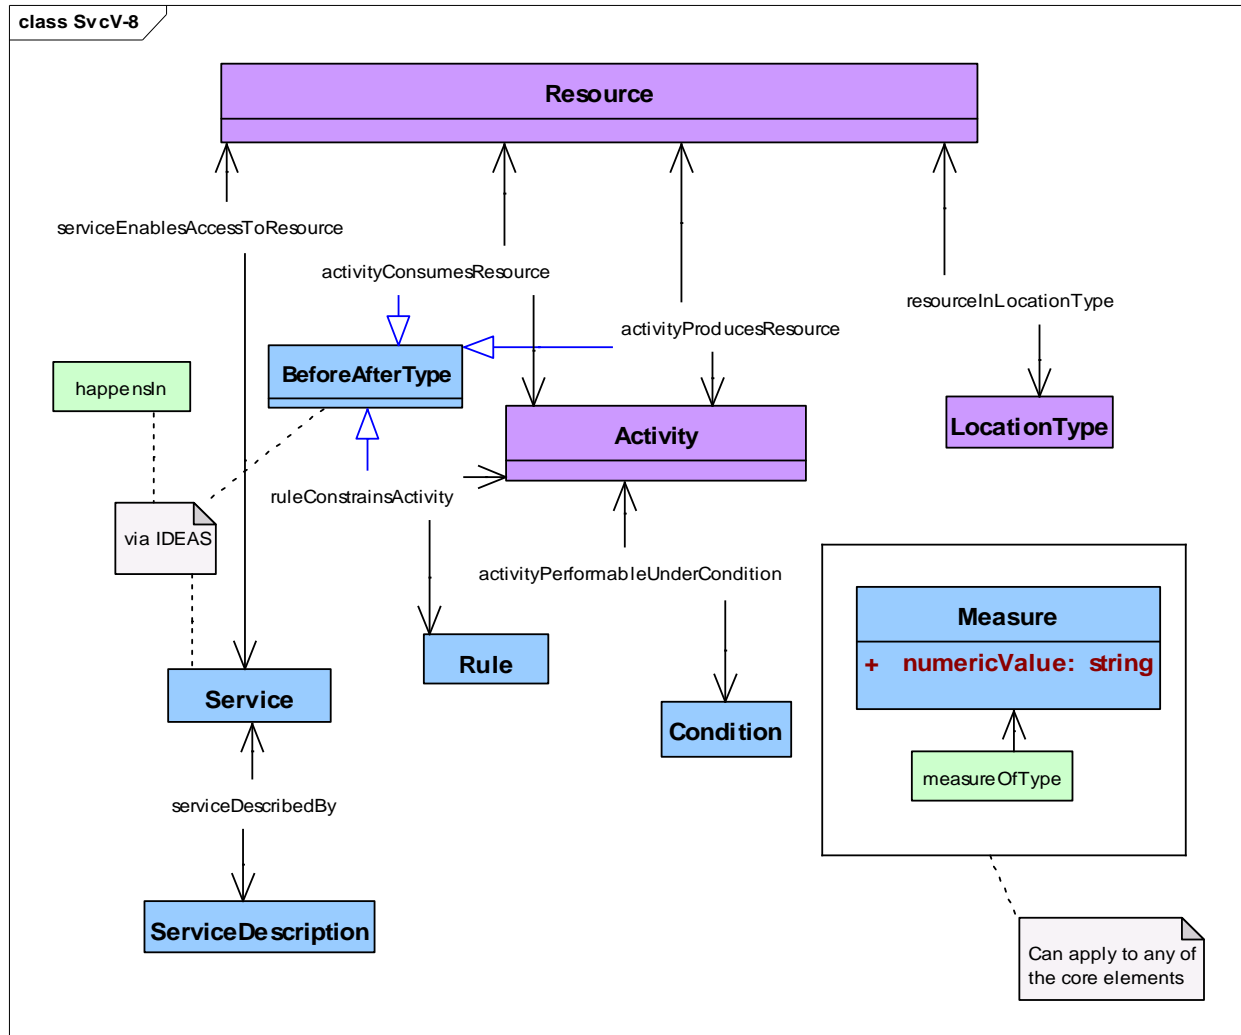 class SvcV-8
Resource
serviceEnablesAccessToResource
activityConsumesResource
resourceInLocationType
activityProducesResource
BeforeAfterType
happensIn
Activity
LocationType
ruleConstrainsActivity
via IDEAS
activityPerformableUnderCondition
Measure
+ numericValue: string
Rule
Service
Condition
measureOfType
serviceDescribedBy
ServiceDescription
Can apply to any of
the core elements